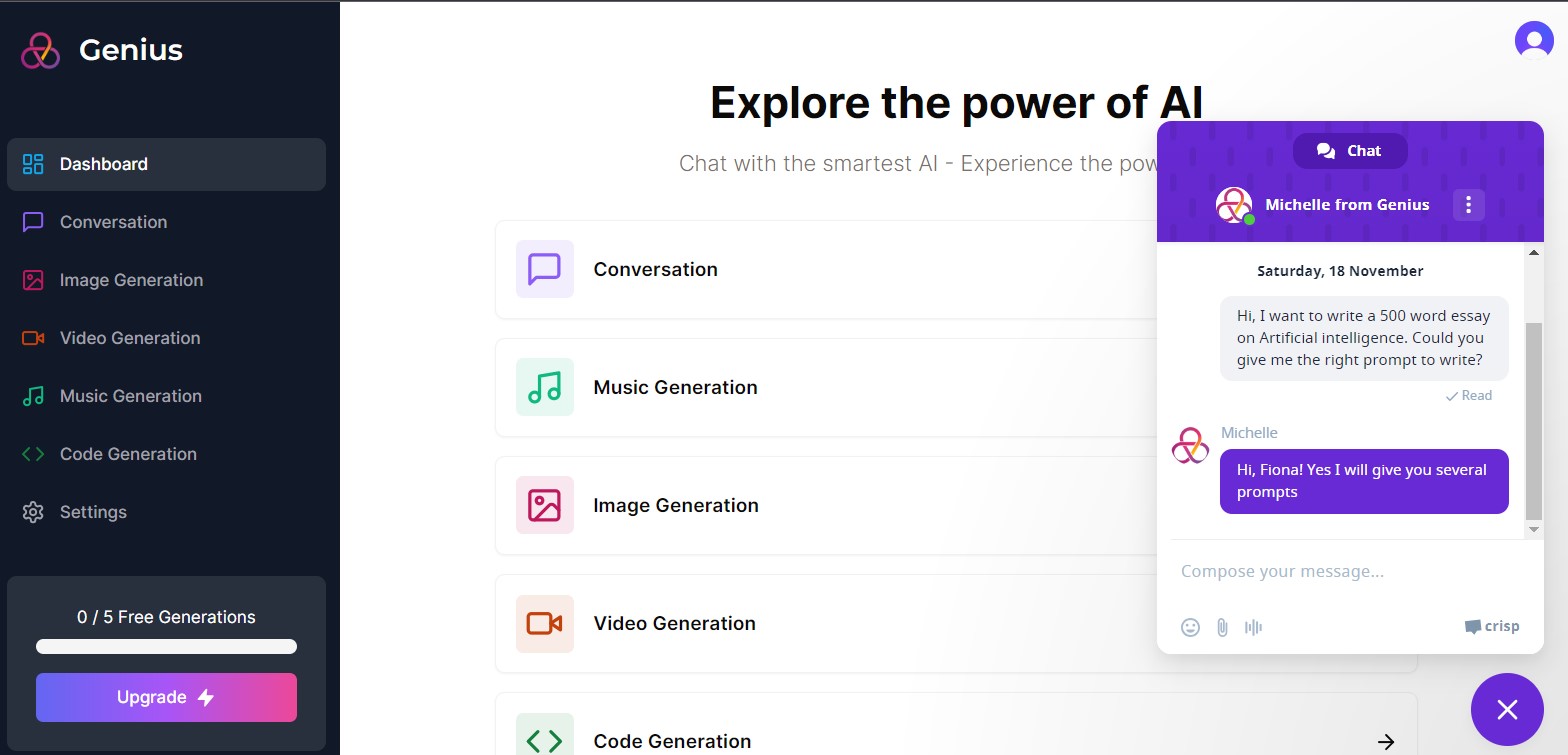 Genius
Dashboard
Conversation
Image Generation
Video Generation
Music Generation
Code Generation
Settings
0 / 5 Free Generations
Upgrade
Explore the power of AI
Chat with the smartest AI - Experience the pow
Conversation
Music Generation
Image Generation
Video Generation
Code Generation
Chat
Michelle from Genius
Saturday, 18 November
Hi, I want to write a 500 word essay
on Artificial intelligence. Could you
give me the right prompt to write?
Read
Michelle
Hi, Fiona! Yes I will give you several
prompts
Compose your message...
crisp